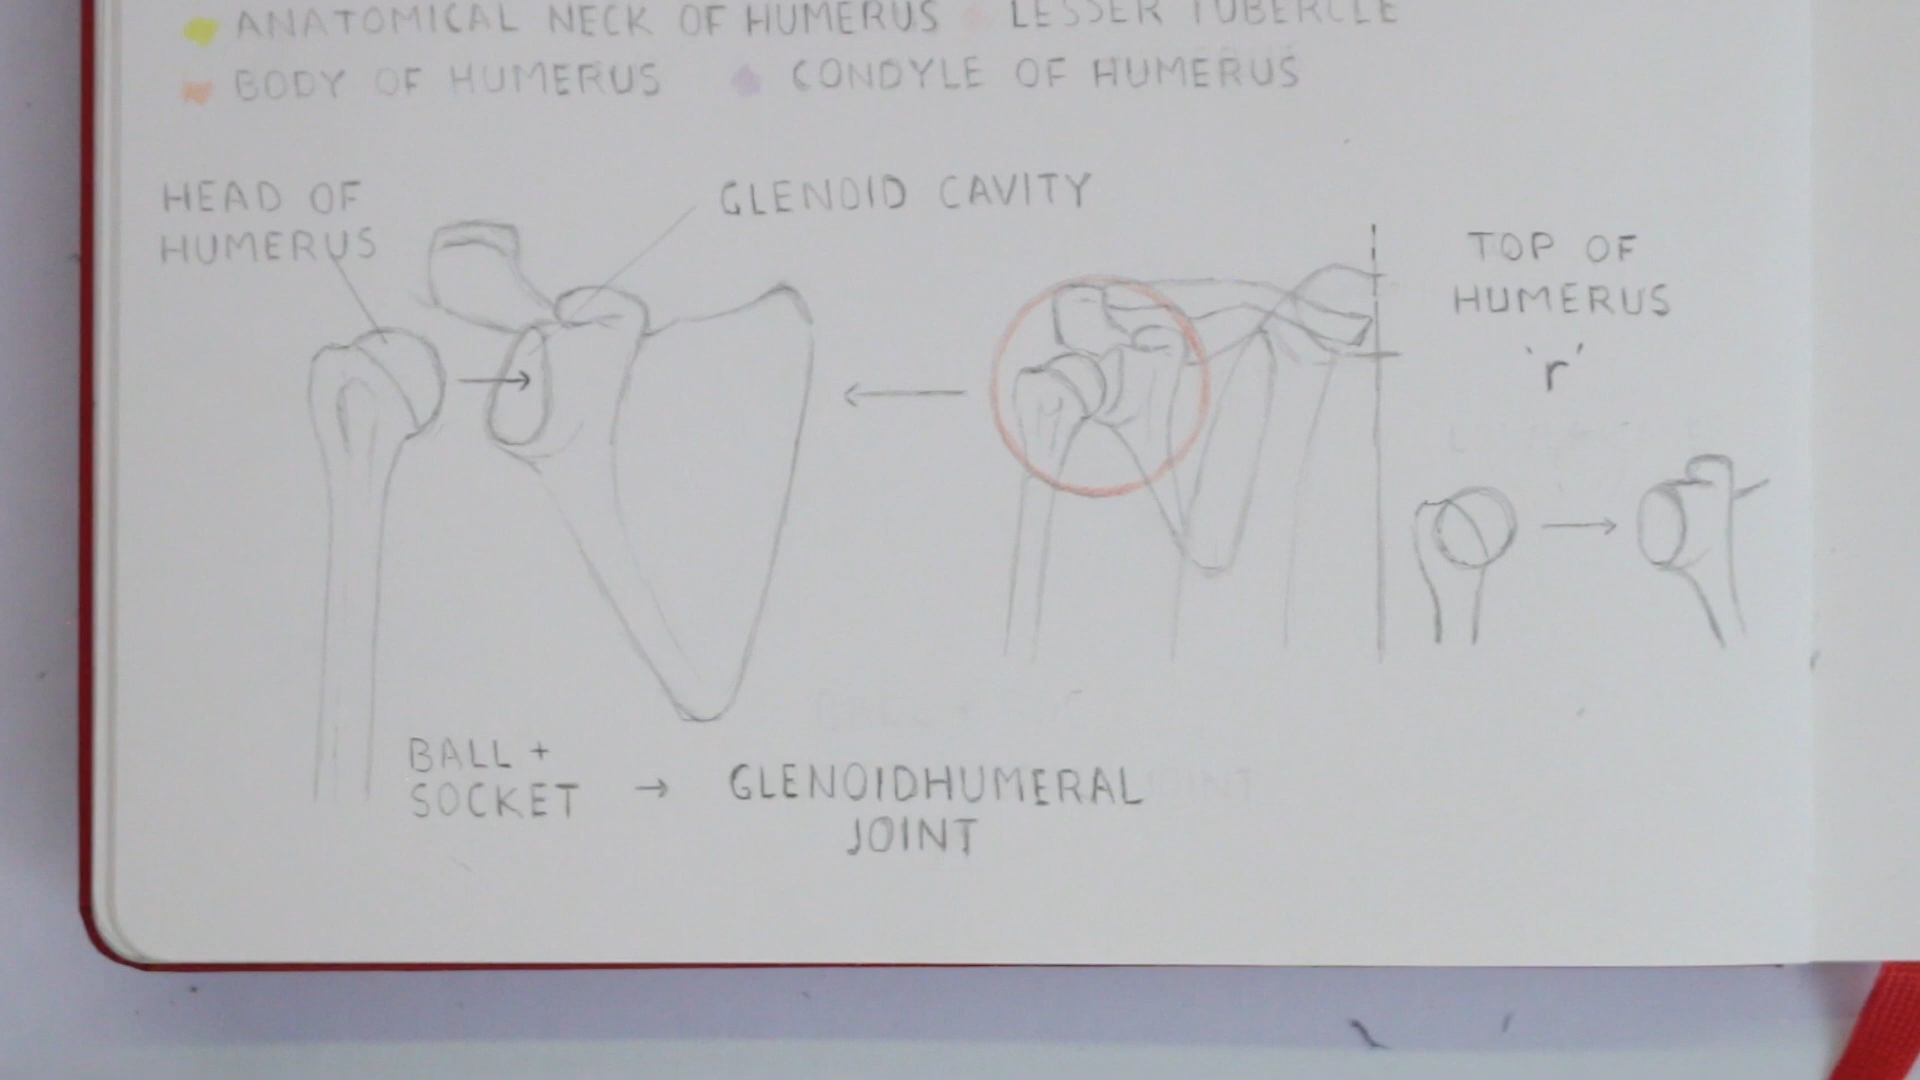 ANATOMICAL NECK OF HUMERUS LESSER TUBERCLE
BODY OF HUMERUS CONDYLE OF HUMERUS
HEAD OF
HUMERUS
GLENOID CAVITY
TOP OF
HUMERUS
'r'
BALL +
SOCKET → GLENOIDHUMERAL
JOINT